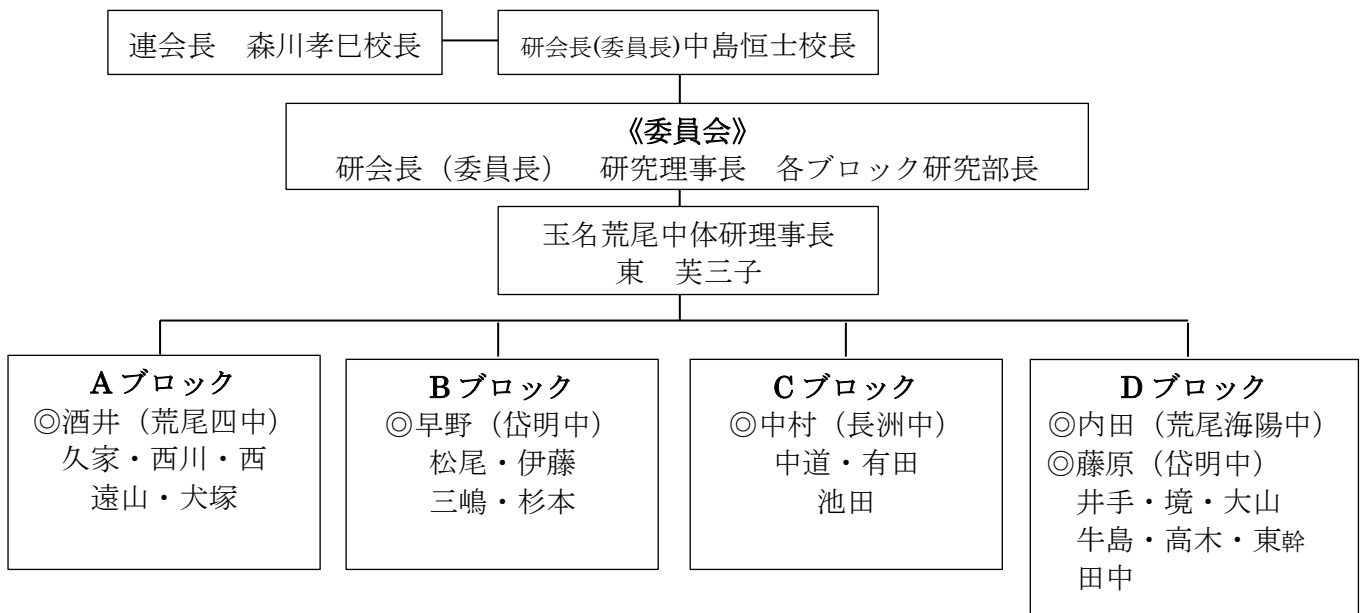 連会長　森川孝巳校長
研会長(委員長)中島恒士校長
《委員会》
研会長（委員長）　研究理事長　各ブロック研究部長
玉名荒尾中体研理事長
東　芙三子
Aブロック
◎酒井（荒尾四中）
久家・西川・西
遠山・犬塚
Bブロック
◎早野（岱明中）
松尾・伊藤
三嶋・杉本
Cブロック
◎中村（長洲中）
中道・有田
池田
Dブロック
◎内田（荒尾海陽中）
◎藤原（岱明中）
井手・境・大山
牛島・高木・東幹
田中